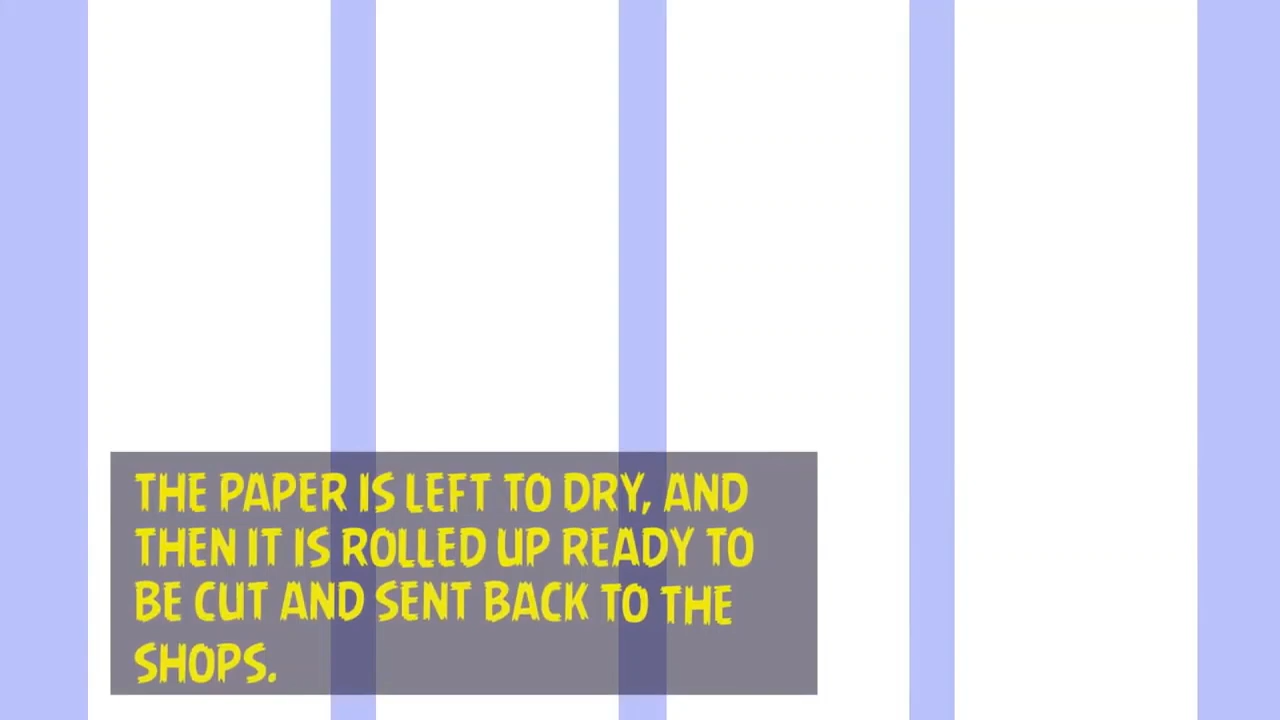 THE PAPER IS LEFT TO DRY, AND
THEN IT IS ROLLED UP READY TO
BE CUT AND SENT BACK TO THE
SHOPS.